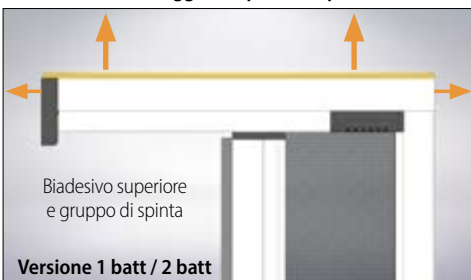 Biadesivo superiore
e gruppo di spinta
Versione 1 batt / 2 batt